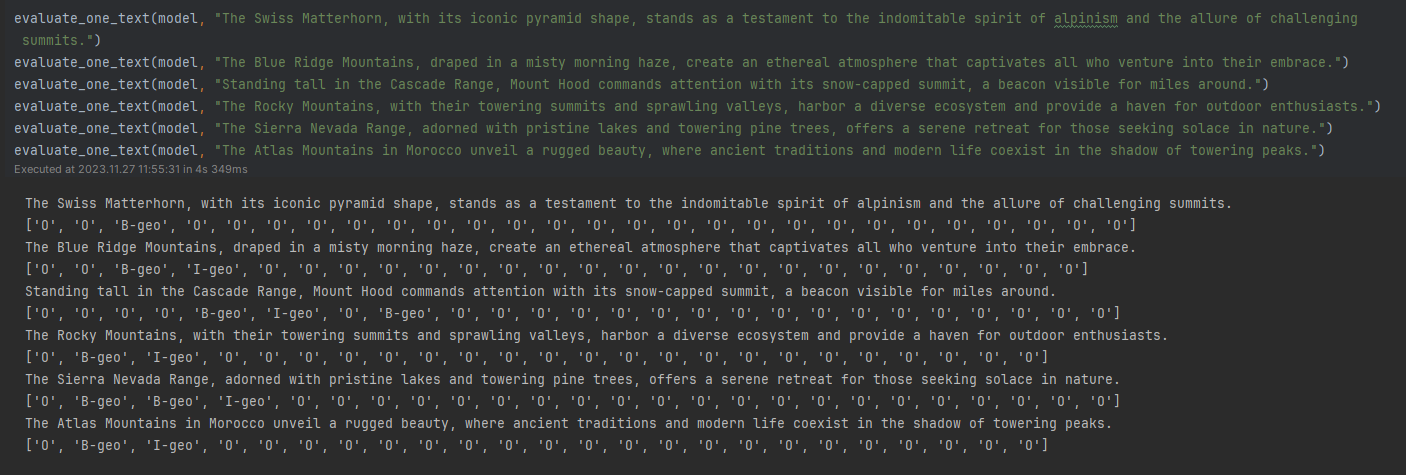 evaluate_one_text(model, "The Swiss Matterhorn, with its iconic pyramid shape, stands as a testament to the indomitable spirit of alpinism and the allure of challenging
summits.")
evaluate_one_text(model, "The Blue Ridge Mountains, draped in a misty morning haze, create an ethereal atmosphere that captivates all who venture into their embrace.")
evaluate_one_text(model, "Standing tall in the Cascade Range, Mount Hood commands attention with its snow-capped summit, a beacon visible for miles around.")
evaluate_one_text(model, "The Rocky Mountains, with their towering summits and sprawling valleys, harbor a diverse ecosystem and provide a haven for outdoor enthusiasts.")
evaluate_one_text(model, "The Sierra Nevada Range, adorned with pristine lakes and towering pine trees, offers a serene retreat for those seeking solace in nature.")
evaluate_one_text(model, "The Atlas Mountains in Morocco unveil a rugged beauty, where ancient traditions and modern life coexist in the shadow of towering peaks.")
Executed at 2023.11.27 11:55:31 in 4s 349ms
The Swiss Matterhorn, with its iconic pyramid shape, stands as a testament to the indomitable spirit of alpinism and the allure of challenging summits.
['O', 'O', 'B-geo', 'O', 'O', 'O', 'O', 'O', 'O', 'O', 'O', 'O', 'O', 'O', 'O', 'O', 'O', 'O', 'O', 'O', 'O', 'O', 'O', 'O', 'O', 'O', 'O']
The Blue Ridge Mountains, draped in a misty morning haze, create an ethereal atmosphere that captivates all who venture into their embrace.
['O', 'O', 'B-geo', 'I-geo', 'O', 'O', 'O', 'O', 'O', 'O', 'O', 'O', 'O', 'O', 'O', 'O', 'O', 'O', 'O', 'O', 'O', 'O', 'O', 'O', 'O']
Standing tall in the Cascade Range, Mount Hood commands attention with its snow-capped summit, a beacon visible for miles around.
['O', 'O', 'O', 'O', 'B-geo', 'I-geo', 'O', 'B-geo', 'O', 'O', 'O', 'O', 'O', 'O', 'O', 'O', 'O', 'O', 'O', 'O', 'O', 'O', 'O', 'O', 'O']
The Rocky Mountains, with their towering summits and sprawling valleys, harbor a diverse ecosystem and provide a haven for outdoor enthusiasts.
['O', 'B-geo', 'I-geo', 'O', 'O', 'O', 'O', 'O', 'O', 'O', 'O', 'O', 'O', 'O', 'O', 'O', 'O', 'O', 'O', 'O', 'O', 'O', 'O', 'O']
The Sierra Nevada Range, adorned with pristine lakes and towering pine trees, offers a serene retreat for those seeking solace in nature.
['O', 'B-geo', 'B-geo', 'I-geo', 'O', 'O', 'O', 'O', 'O', 'O', 'O', 'O', 'O', 'O', 'O', 'O', 'O', 'O', 'O', 'O', 'O', 'O', 'O', 'O', 'O']
The Atlas Mountains in Morocco unveil a rugged beauty, where ancient traditions and modern life coexist in the shadow of towering peaks.
['O', 'B-geo', 'I-geo', 'O', 'O', 'O', 'O', 'O', 'O', 'O', 'O', 'O', 'O', 'O', 'O', 'O', 'O', 'O', 'O', 'O', 'O', 'O', 'O', 'O']